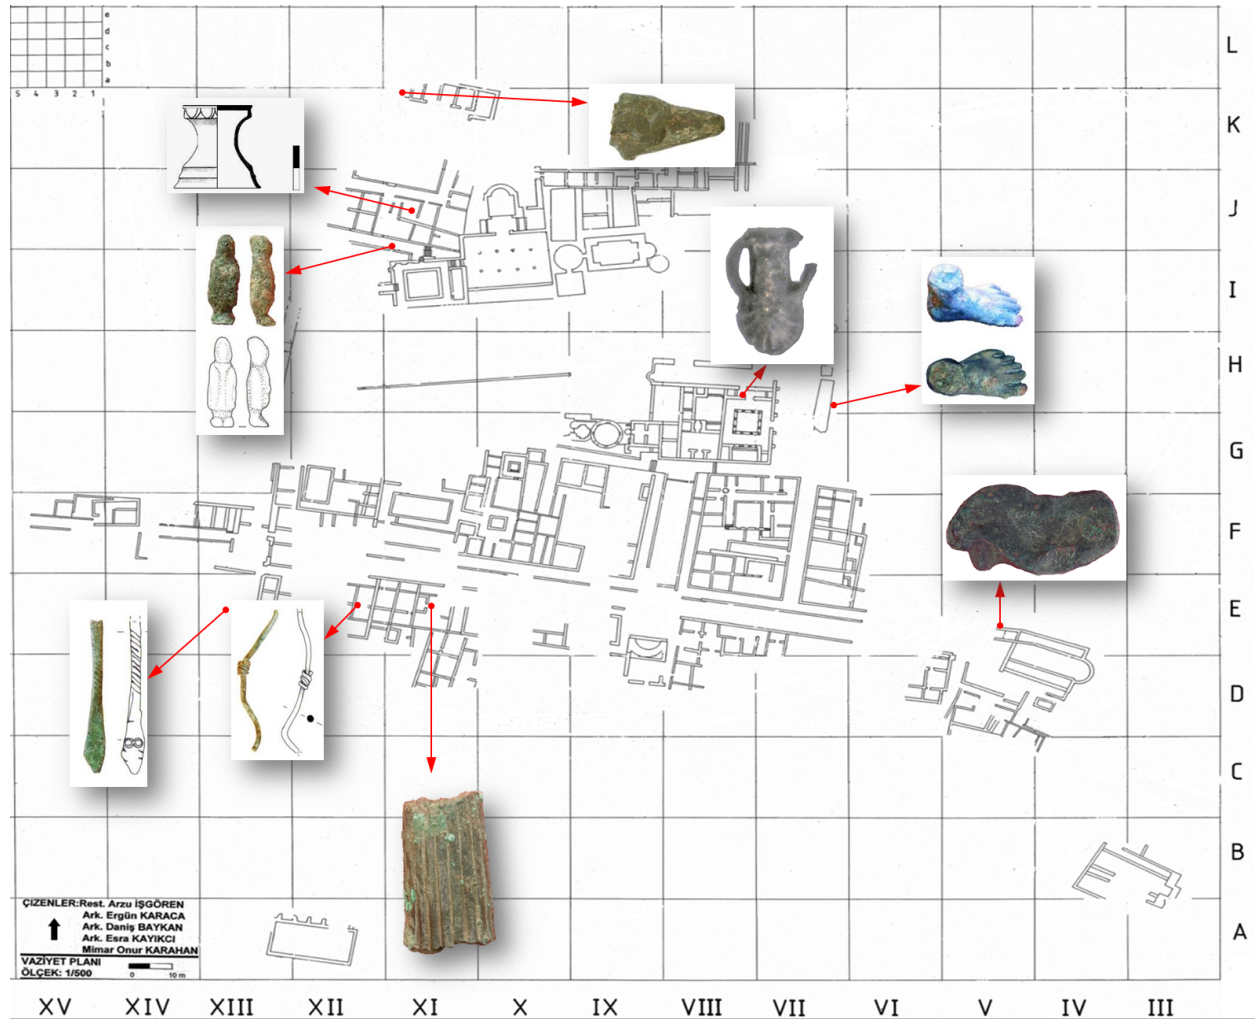 e
d
c
b
a
5 4 3 2 1
L
K
J
I
H
G
F
E
D
C
B
A
ÇİZENLER:Rest. Arzu İŞGÖREN
Ark. Ergün KARACA
Ark. Daniş BAYKAN
Ark. Esra KAYIKCI
Mimar Onur KARAHAN
VAZİYET PLANI
ÖLÇEK: 1/500
0 10 m
XV XIV XIII XII XI X IX VIII VII VI V IV III